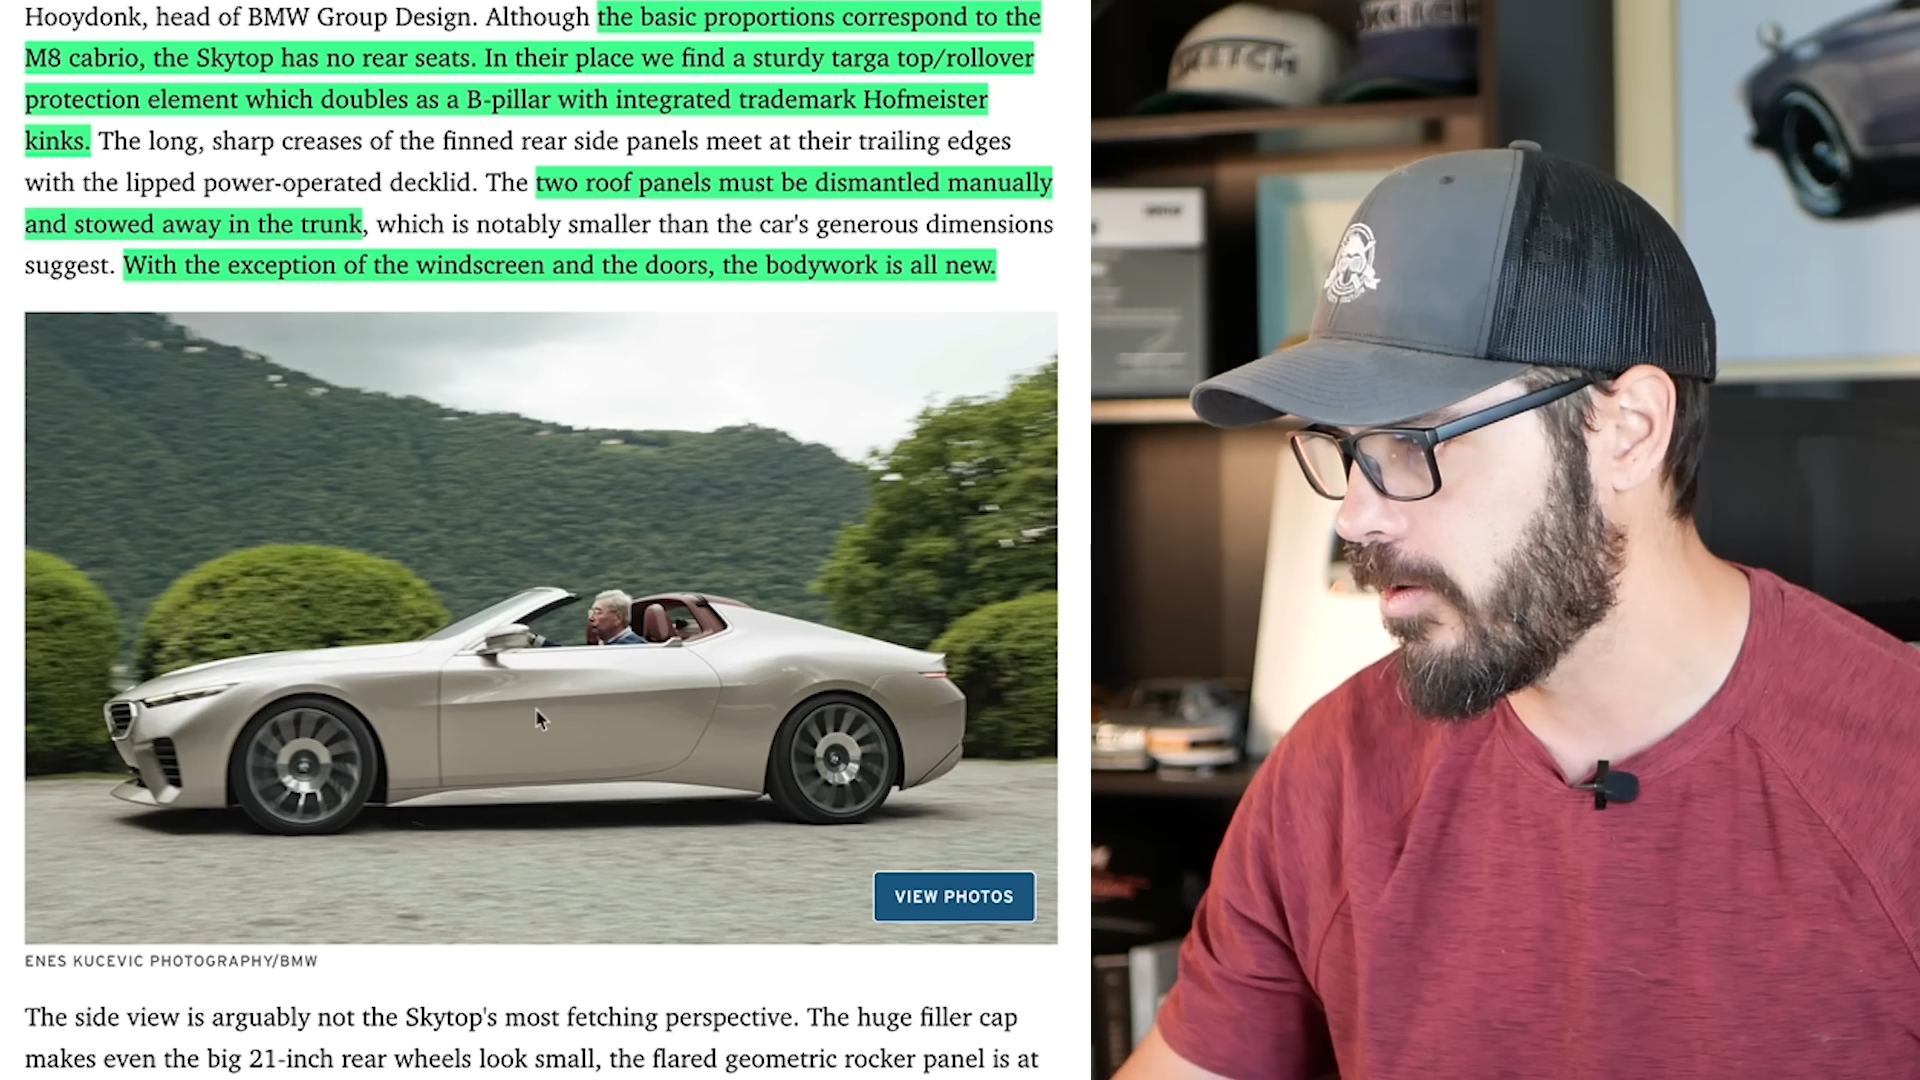 Hooydonk, head of BMW Group Design. Although the basic proportions correspond to the
M8 cabrio, the Skytop has no rear seats. In their place we find a sturdy targa top/rollover
protection element which doubles as a B-pillar with integrated trademark Hofmeister
kinks. The long, sharp creases of the finned rear side panels meet at their trailing edges
with the lipped power-operated decklid. The two roof panels must be dismantled manually
and stowed away in the trunk, which is notably smaller than the car's generous dimensions
suggest. With the exception of the windscreen and the doors, the bodywork is all new.
VIEW PHOTOS
ENES KUCEVIC PHOTOGRAPHY/BMW
The side view is arguably not the Skytop's most fetching perspective. The huge filler cap
makes even the big 21-inch rear wheels look small, the flared geometric rocker panel is at
SKETCH
SKETCH